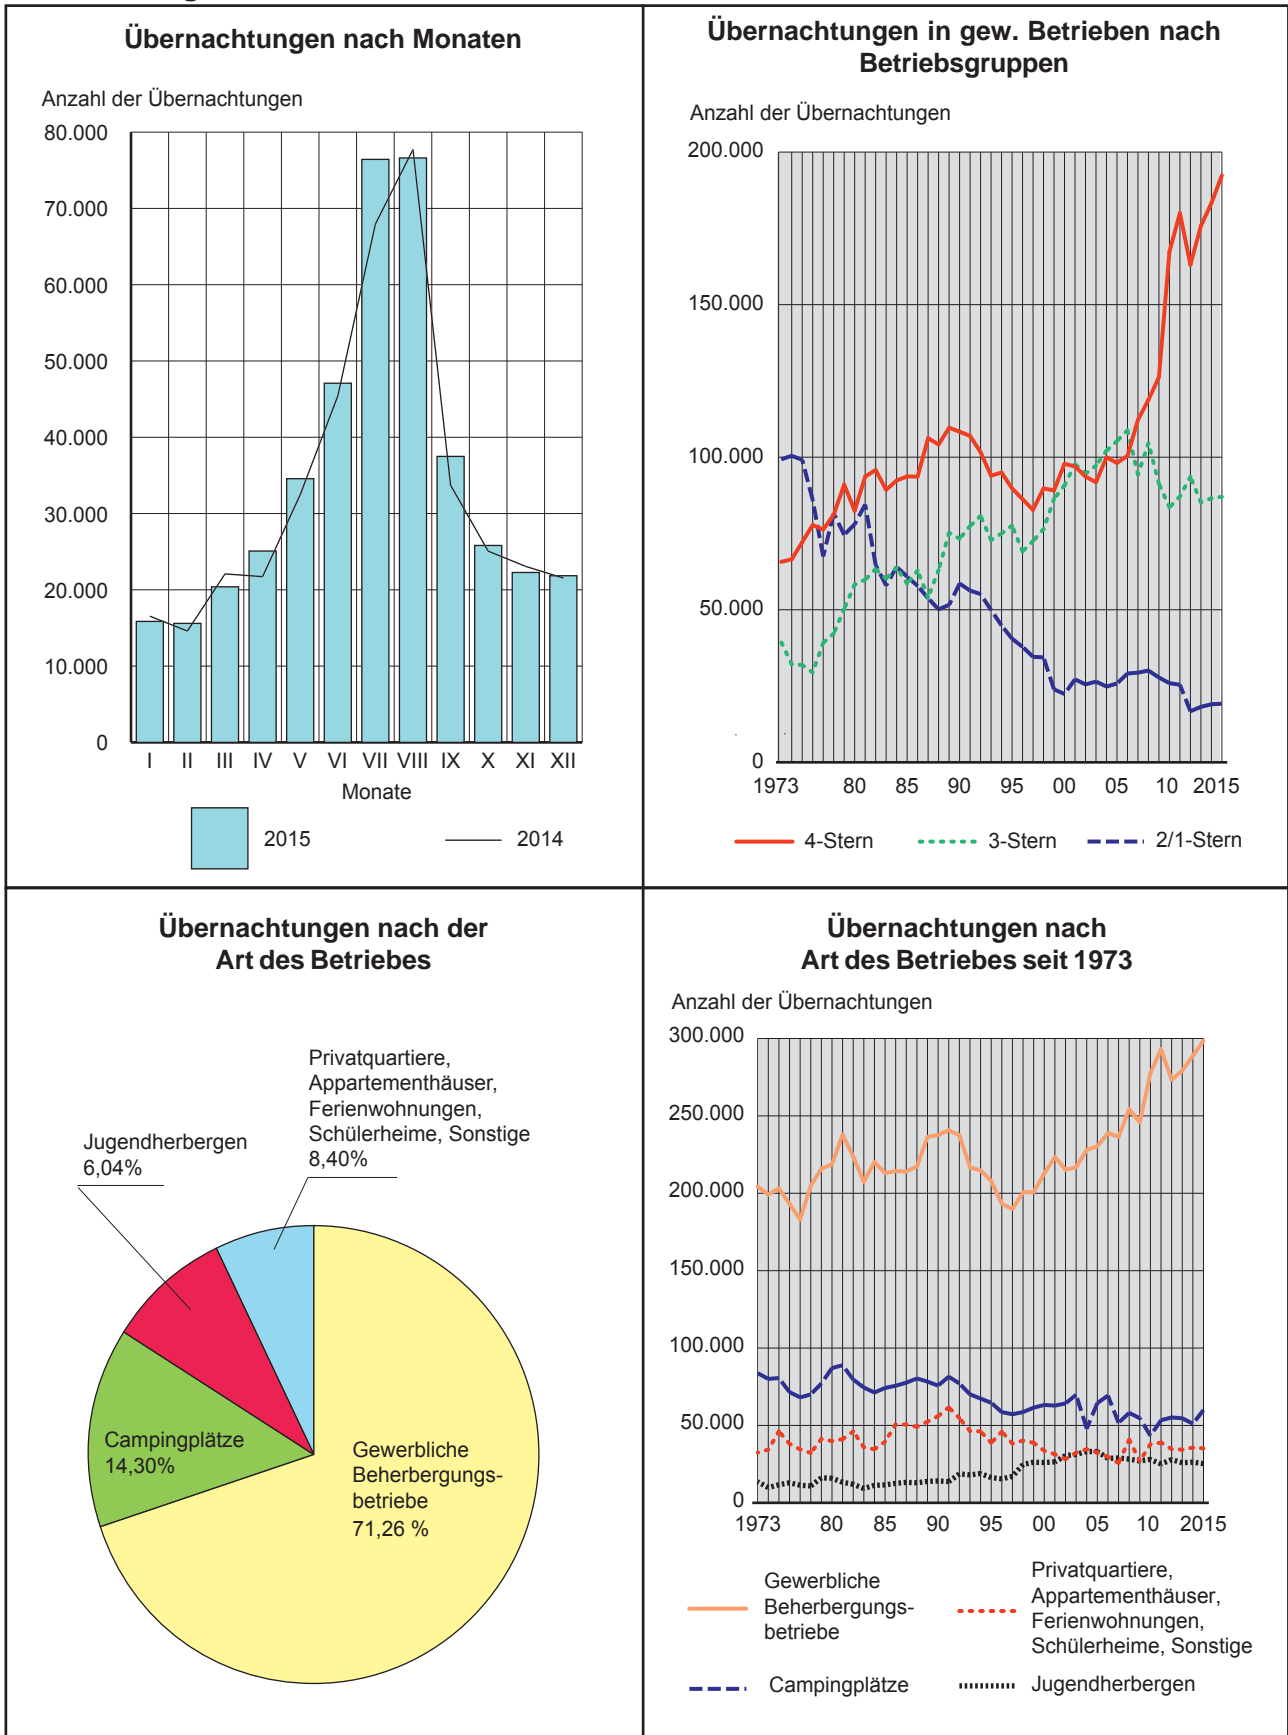 Übernachtungen nach Monaten
Anzahl der Übernachtungen
80.000
70.000
60.000
50.000
40.000
30.000
20.000
10.000
0
I II III IV V VI VII VIII IX X XI XII
Monate
2015 2014
Übernachtungen in gew. Betrieben nach
Betriebsgruppen
Anzahl der Übernachtungen
200.000
150.000
100.000
50.000
0
1973 80 85 90 95 00 05 10 2015
4-Stern 3-Stern 2/1-Stern
Übernachtungen nach der
Art des Betriebes
Privatquartiere,
Appartementhäuser,
Ferienwohnungen,
Schülerheime, Sonstige
8,40%
Jugendherbergen
6,04%
Campingplätze
14,30%
Gewerbliche
Beherbergungs-
betriebe
71,26 %
Übernachtungen nach
Art des Betriebes seit 1973
Anzahl der Übernachtungen
300.000
250.000
200.000
150.000
100.000
50.000
0
1973 80 85 90 95 00 05 10 2015
Gewerbliche
Beherbergungs-
betriebe
Privatquartiere,
Appartementhäuser,
Ferienwohnungen,
Schülerheime, Sonstige
Campingplätze
Jugendherbergen